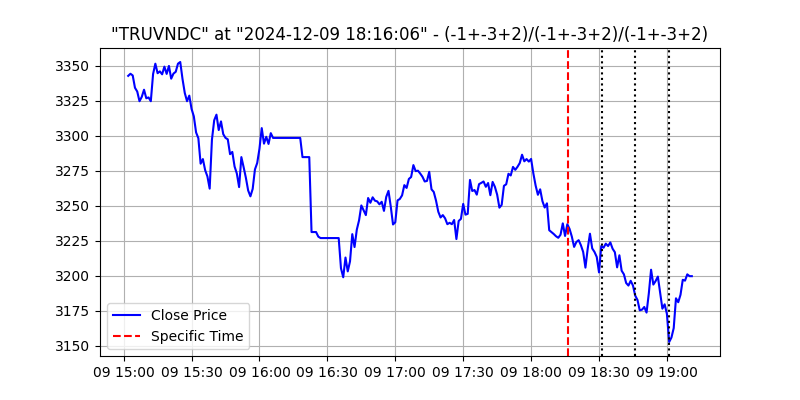 "TRUVNDC" at "2024-12-09 18:16:06" - (-1+-3+2)/(-1+-3+2)/(-1+-3+2)
3350
3325
3300
3275
3250
3225
3200
3175
3150
Close Price
Specific Time
09 15:00 09 15:30 09 16:00 09 16:30 09 17:00 09 17:30 09 18:00 09 18:30 09 19:00